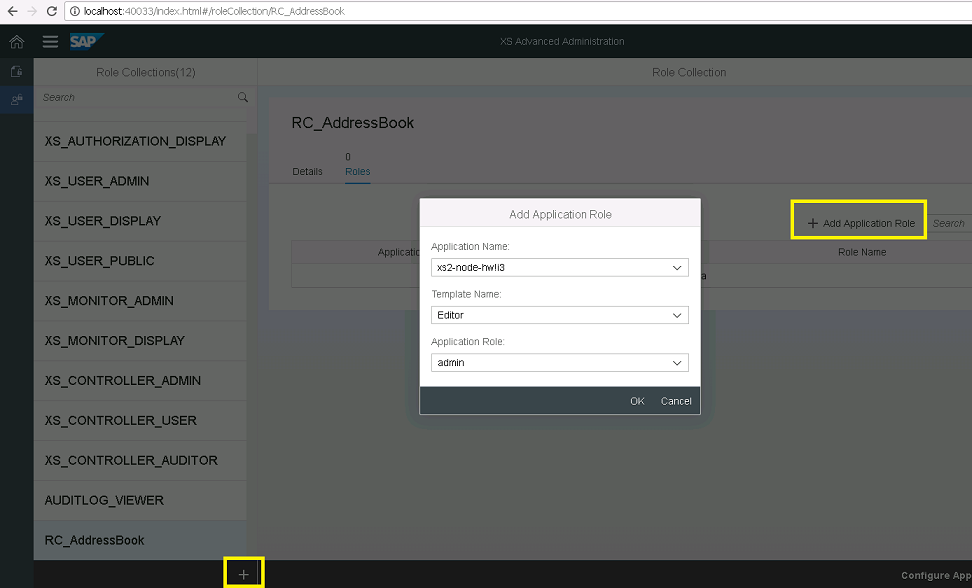 localhost:40033/index.html#/roleCollection/RC_AddressBook
SAP
XS Advanced Administration
Role Collections(12)
Role Collection
Search
XS_AUTHORIZATION_DISPLAY
XS_USER_ADMIN
XS_USER_DISPLAY
XS_USER_PUBLIC
XS_MONITOR_ADMIN
XS_MONITOR_DISPLAY
XS_CONTROLLER_ADMIN
XS_CONTROLLER_USER
XS_CONTROLLER_AUDITOR
AUDITLOG_VIEWER
RC_AddressBook
+
RC_AddressBook
0
Details Roles
+ Add Application Role Search
Applicatio Role Name
a
Add Application Role
Application Name:
xs2-node-hw!i3
Template Name:
Editor
Application Role:
admin
OK Cancel
Configure App